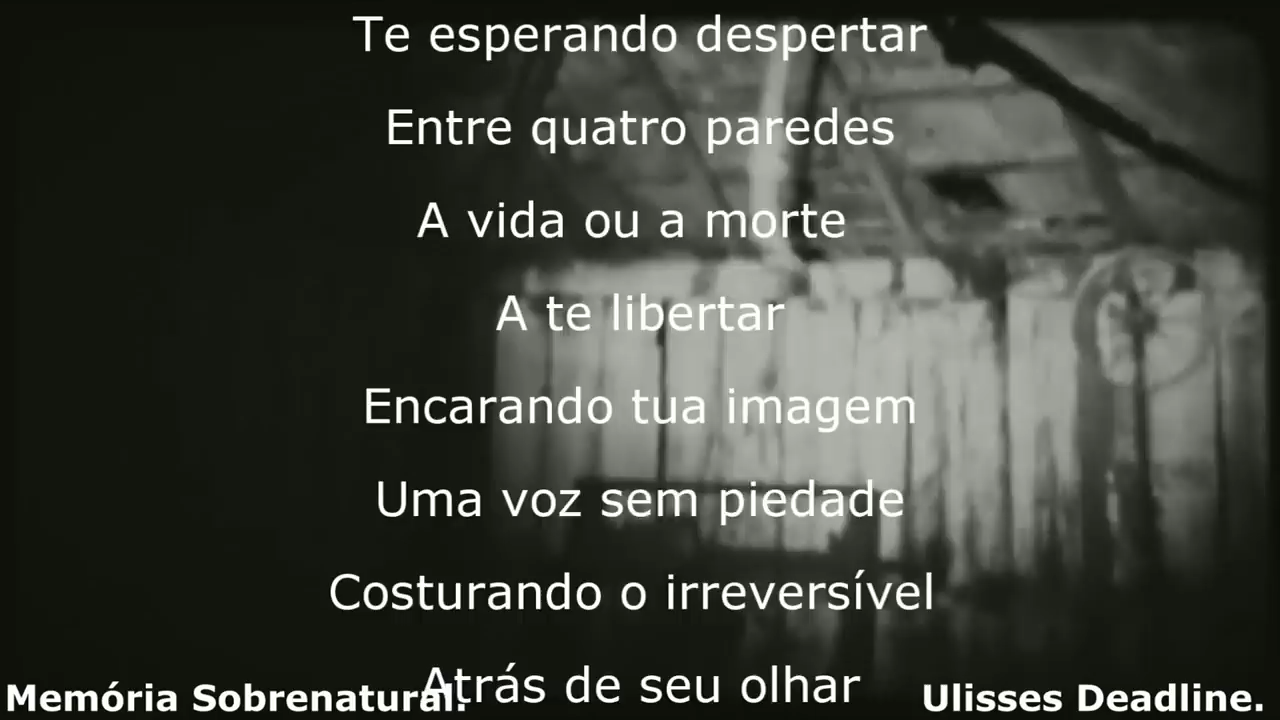 Te esperando despertar
Entre quatro paredes
A vida ou a morte
A te libertar
Encarando tua imagem
Uma voz sem piedade
Costurando o irreversível
Atrás de seu olhar
Memória Sobrenatural.
Ulisses Deadline.